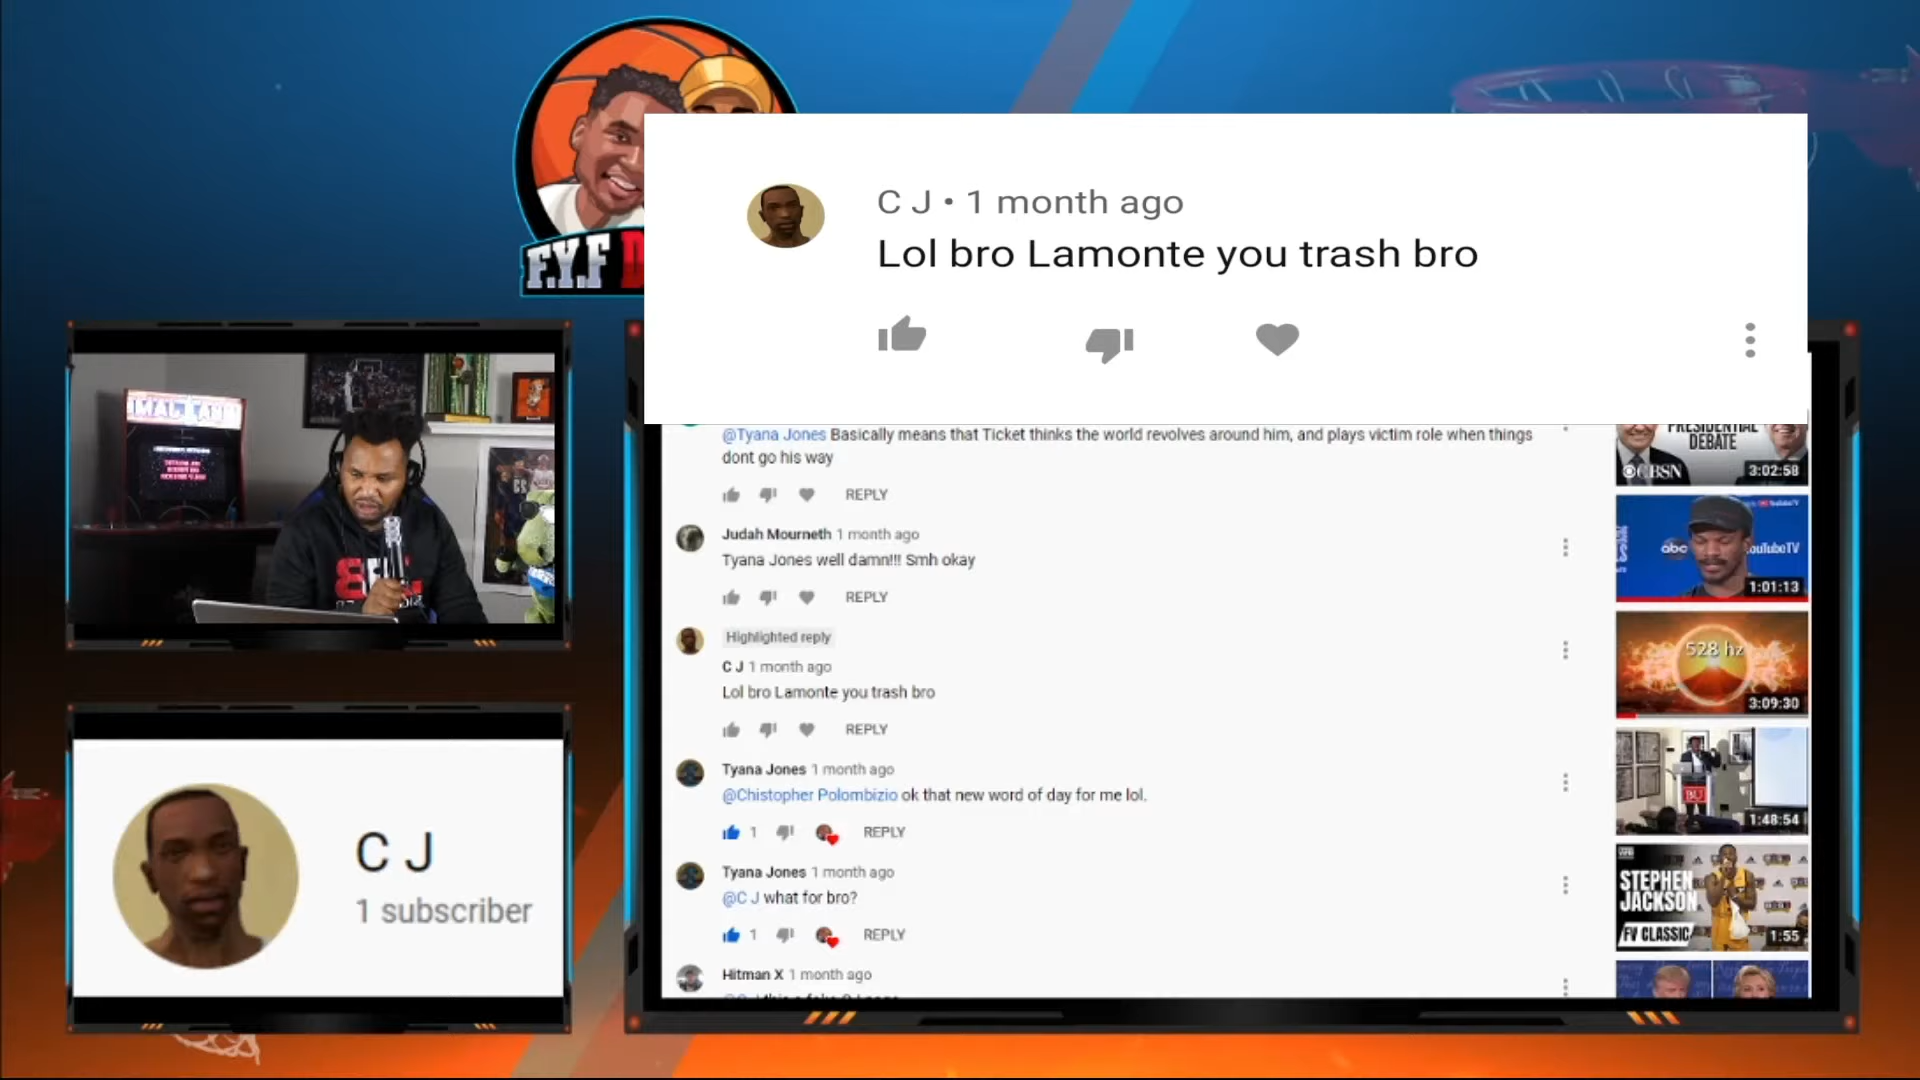 F.Y.F D
C J • 1 month ago
Lol bro Lamonte you trash bro
@Tyana Jones Basically means that Ticket thinks the world revolves around him, and plays victim role when things
dont go his way
REPLY
Judah Mourneth 1 month ago
Tyana Jones well damn!!! Smh okay
REPLY
Highlighted reply
C J 1 month ago
Lol bro Lamonte you trash bro
REPLY
Tyana Jones 1 month ago
@Chistopher Polombizio ok that new word of day for me lol.
1 REPLY
Tyana Jones 1 month ago
@C J what for bro?
1 REPLY
Hitman X 1 month ago
PRESIDENTIAL
DEBATE
CBSN
3:02:58
abc
YouTubeTV
1:01:13
528 hz
3:09:30
BU
1:48:54
STEPHEN
JACKSON
FV CLASSIC
1:55
C J
1 subscriber